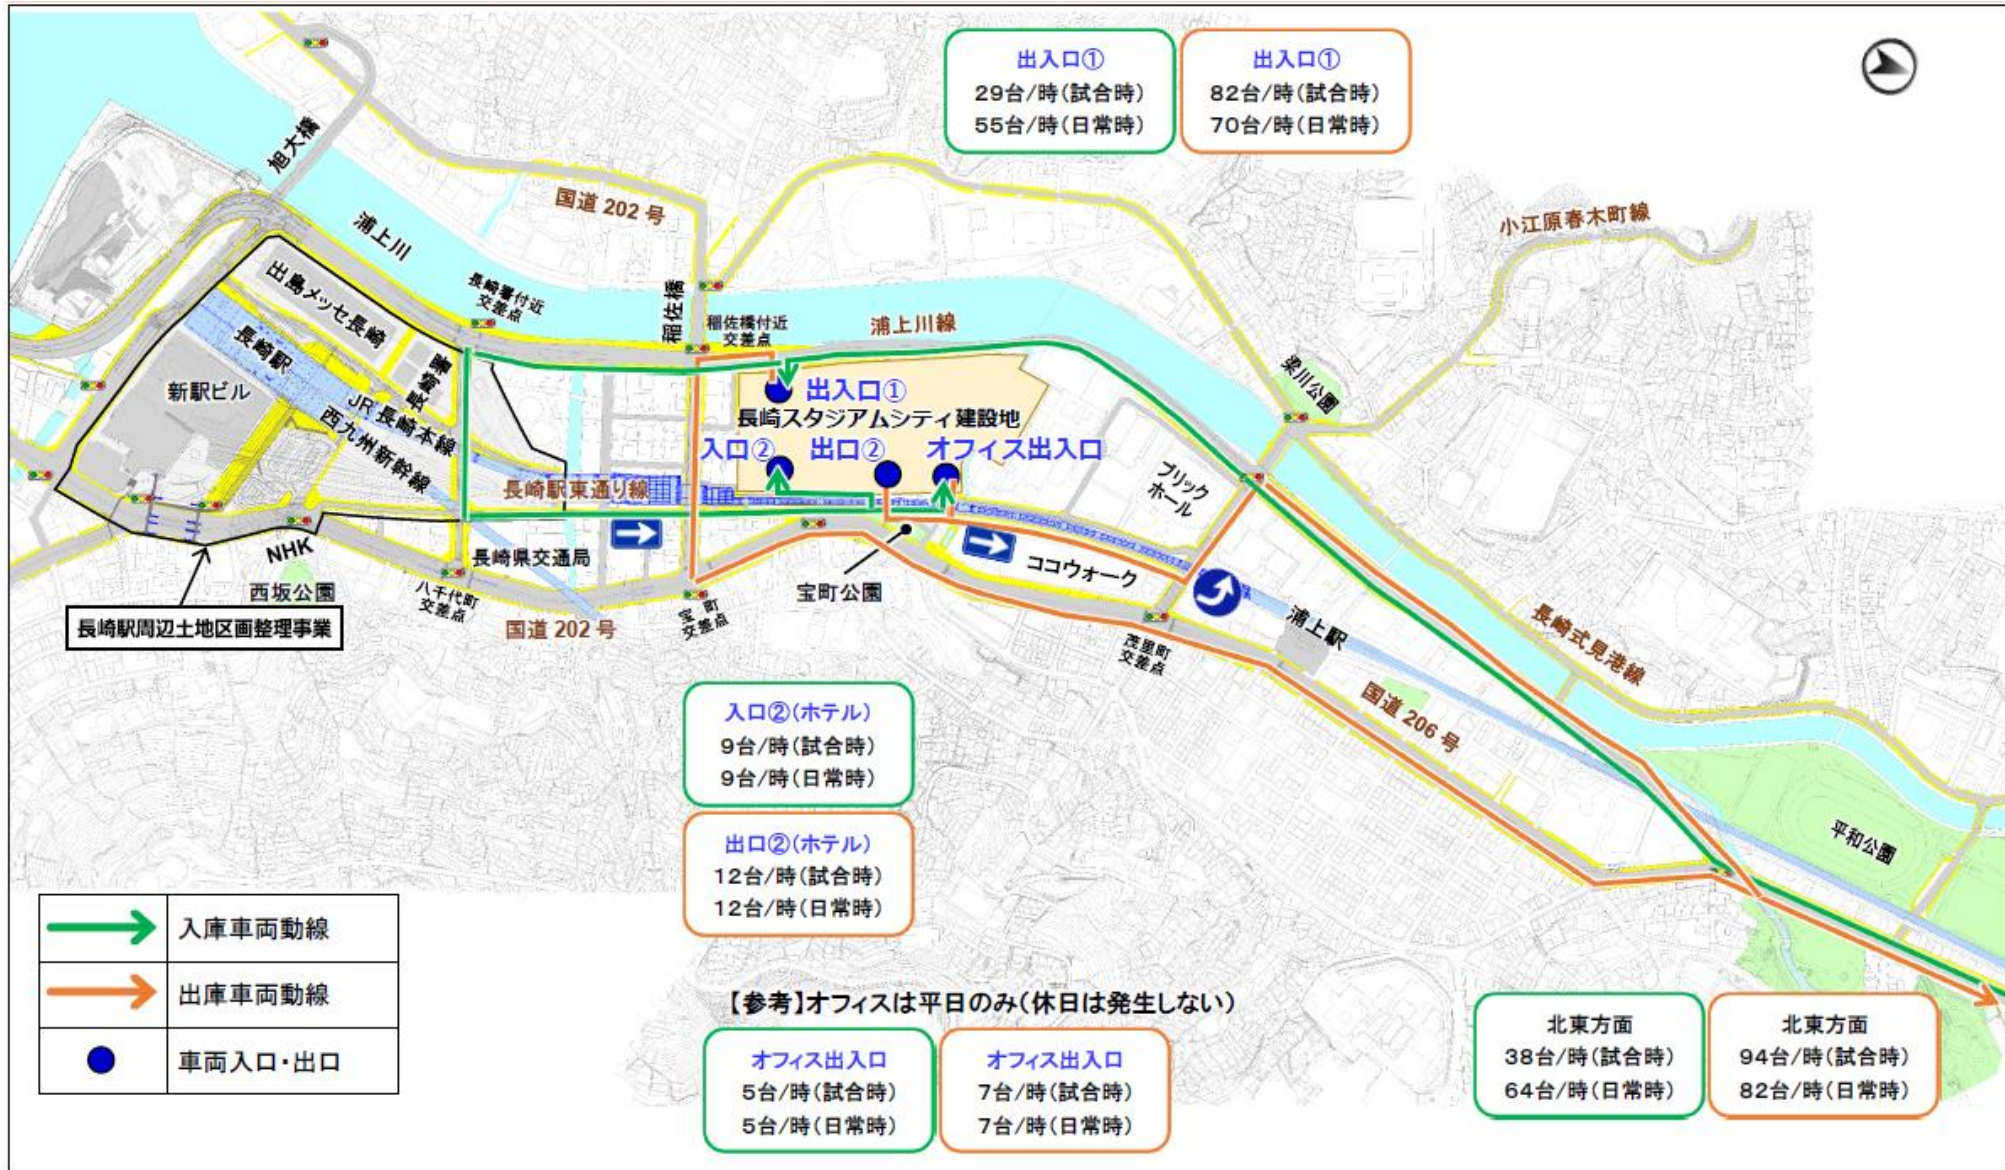 出入口①
29台/時(試合時)
55台/時(日常時)
出入口①
82台/時(試合時)
70台/時(日常時)
旭大橋
国道 202 号
小江原春木町線
浦上川
出島メッセ長崎
長崎署付近
交差点
稲佐橋
稲佐橋付近
交差点
浦上川線
長崎駅
長崎署
新駅ビル
JR 長崎本線
西九州新幹線
梁川公園
出入口①
長崎スタジアムシティ建設地
入口②
出口②
オフィス出入口
ブリック
ホール
長崎駅東通り線
NHK
長崎県交通局
西坂公園
八千代町
交差点
国道 202 号
宝町
交差点
宝町公園
ココウォーク
茂里町
交差点
浦上駅
長崎式見港線
国道 206 号
平和公園
長崎駅周辺土地区画整理事業
入口②(ホテル)
9台/時(試合時)
9台/時(日常時)
出口②(ホテル)
12台/時(試合時)
12台/時(日常時)
入庫車両動線
出庫車両動線
車両入口・出口
【参考】オフィスは平日のみ(休日は発生しない)
オフィス出入口
5台/時(試合時)
5台/時(日常時)
オフィス出入口
7台/時(試合時)
7台/時(日常時)
北東方面
38台/時(試合時)
64台/時(日常時)
北東方面
94台/時(試合時)
82台/時(日常時)